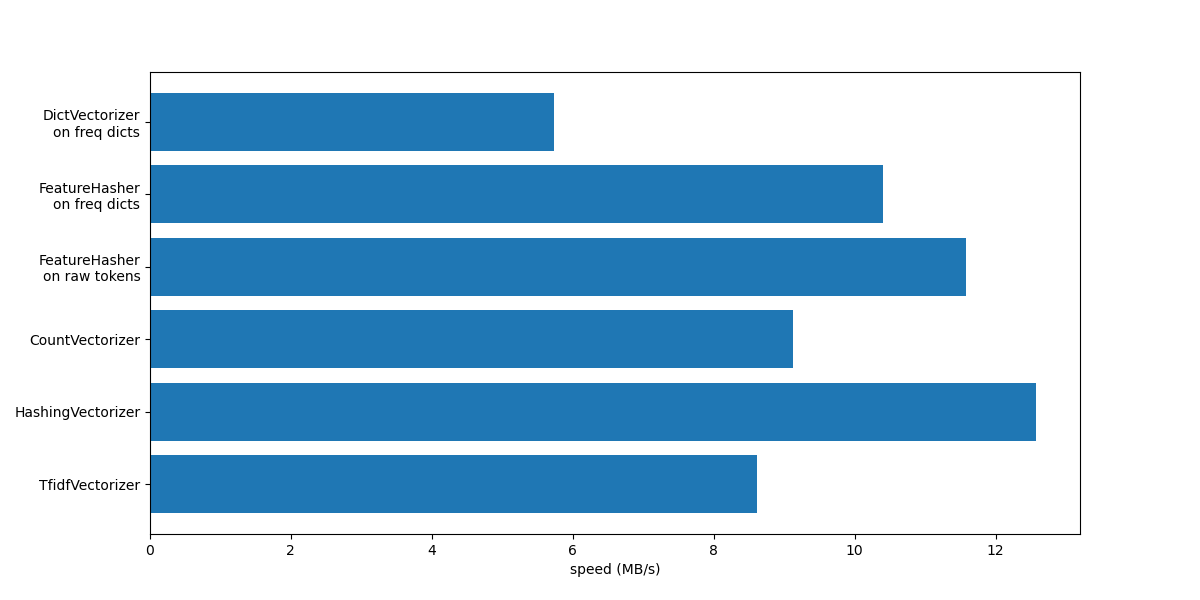 DictVectorizer
on freq dicts
FeatureHasher
on freq dicts
FeatureHasher
on raw tokens
CountVectorizer
HashingVectorizer
TfidfVectorizer
0 2 4 6 8 10 12
speed (MB/s)